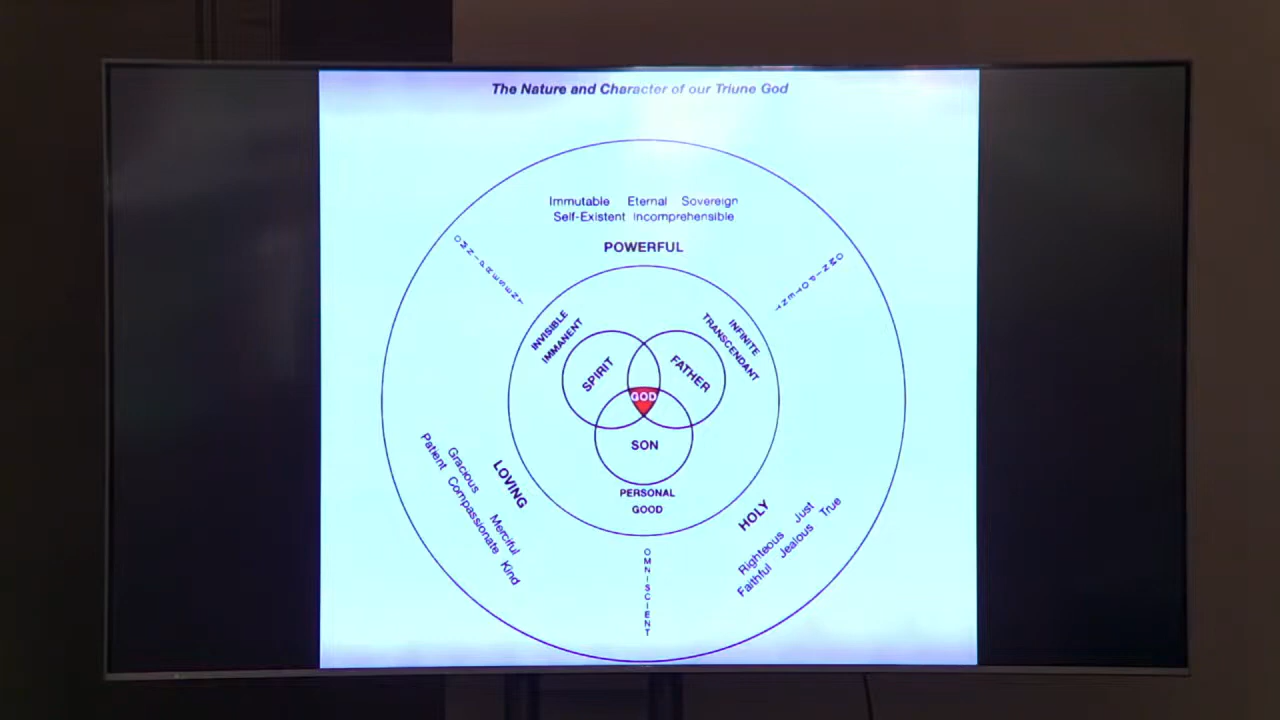 The Nature and Character of our Triune God
Immutable Eternal Sovereign
Self-Existent Incomprehensible
POWERFUL
OMNIPRESENT
OMNIPOTENT
INVISIBLE
IMMANENT
INFINITE
TRANSCENDANT
SPIRIT
FATHER
GOD
SON
PERSONAL
GOOD
LOVING
Gracious Merciful
Patient Compassionate Kind
HOLY
Righteous Just
Faithful Jealous True
OMNISCIENT